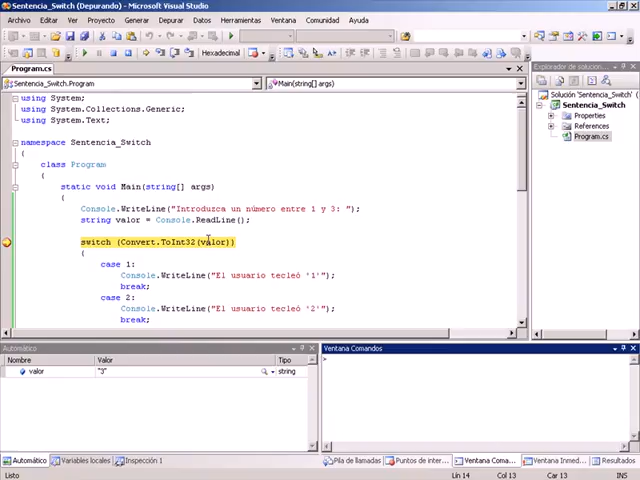 Sentencia_Switch (Depurando) - Microsoft Visual Studio
Archivo Editar Ver Proyecto Generar Depurar Datos Herramientas Ventana Comunidad Ayuda
Hexadecimal
Program.cs
Explorador de solución...
Sentencia_Switch.Program
Main(string[] args)
Solución 'Sentencia_Switch'
Sentencia_Switch
Properties
References
Program.cs
using System;
using System.Collections.Generic;
using System.Text;
namespace Sentencia_Switch
{
class Program
{
static void Main(string[] args)
{
Console.WriteLine("Introduzca un número entre 1 y 3: ");
string valor = Console.ReadLine();
switch (Convert.ToInt32(valor))
{
case 1:
Console.WriteLine("El usuario tecleó '1'");
break;
case 2:
Console.WriteLine("El usuario tecleó '2'");
break;
Automático
Nombre Valor Tipo
valor "3" string
Ventana Comandos
>
Automático Variables locales Inspección 1
Pila de llamadas Puntos de inter... Ventana Coma... Ventana Inmed... Resultados
Listo Lín 14 Col 13 Car 13 INS